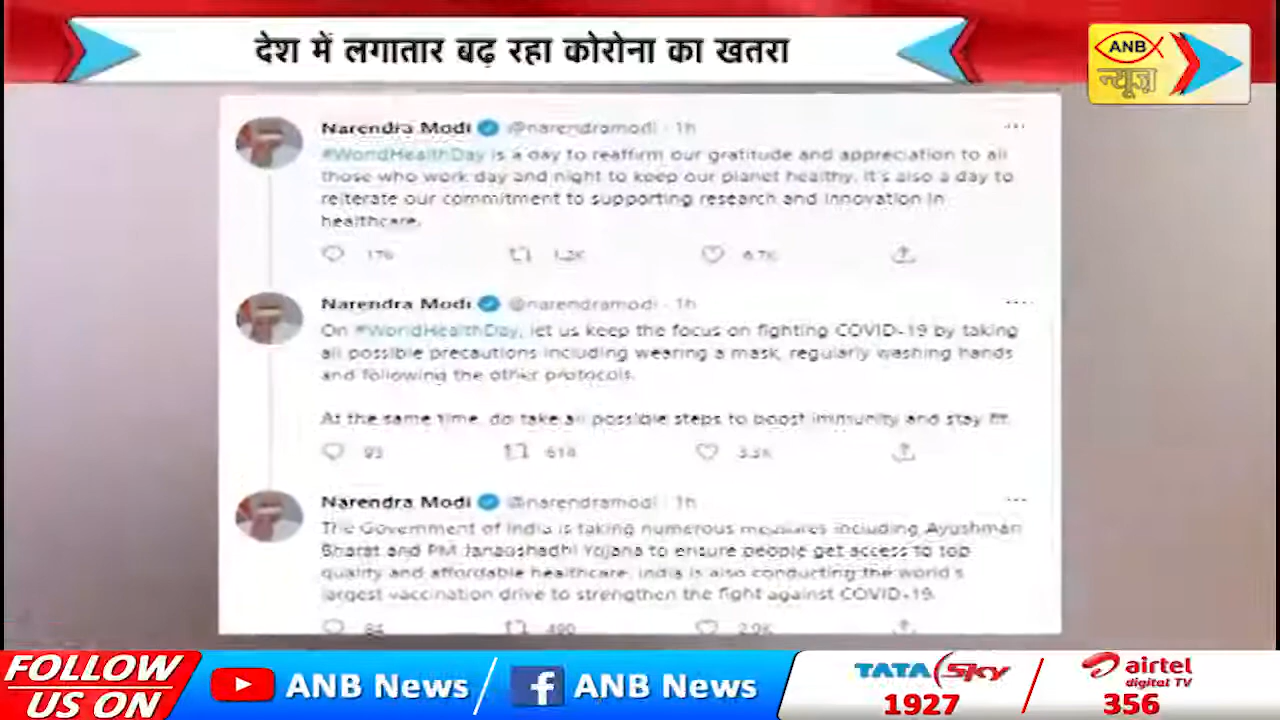 देश में लगातार बढ़ रहा कोरोना का खतरा
ANB
न्यूज़
Narendra Modi @narendramodi · 1h
#WorldHealthDay is a day to reaffirm our gratitude and appreciation to all
those who work day and night to keep our planet healthy. It's also a day to
reiterate our commitment to supporting research and innovation in
healthcare.
176 1.2K 6.7K
Narendra Modi @narendramodi · 1h
On #WorldHealthDay, let us keep the focus on fighting COVID-19 by taking
all possible precautions including wearing a mask, regularly washing hands
and following the other protocols.
At the same time, do take all possible steps to boost immunity and stay fit.
93 614 3.3K
Narendra Modi @narendramodi · 1h
The Government of India is taking numerous measures including Ayushman
Bharat and PM Janaushadhi Yojana to ensure people get access to top
quality and affordable healthcare. India is also conducting the world's
largest vaccination drive to strengthen the fight against COVID-19.
84 490 2.9K
FOLLOW
US ON
ANB News
f ANB News
TATA Sky
1927
airtel
digital TV
356